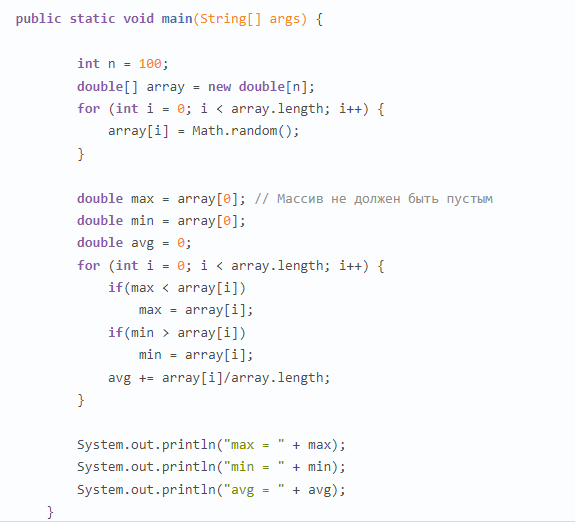 public static void main(String[] args) {
int n = 100;
double[] array = new double[n];
for (int i = 0; i < array.length; i++) {
array[i] = Math.random();
}
double max = array[0]; // Массив не должен быть пустым
double min = array[0];
double avg = 0;
for (int i = 0; i < array.length; i++) {
if(max < array[i])
max = array[i];
if(min > array[i])
min = array[i];
avg += array[i]/array.length;
}
System.out.println("max = " + max);
System.out.println("min = " + min);
System.out.println("avg = " + avg);
}